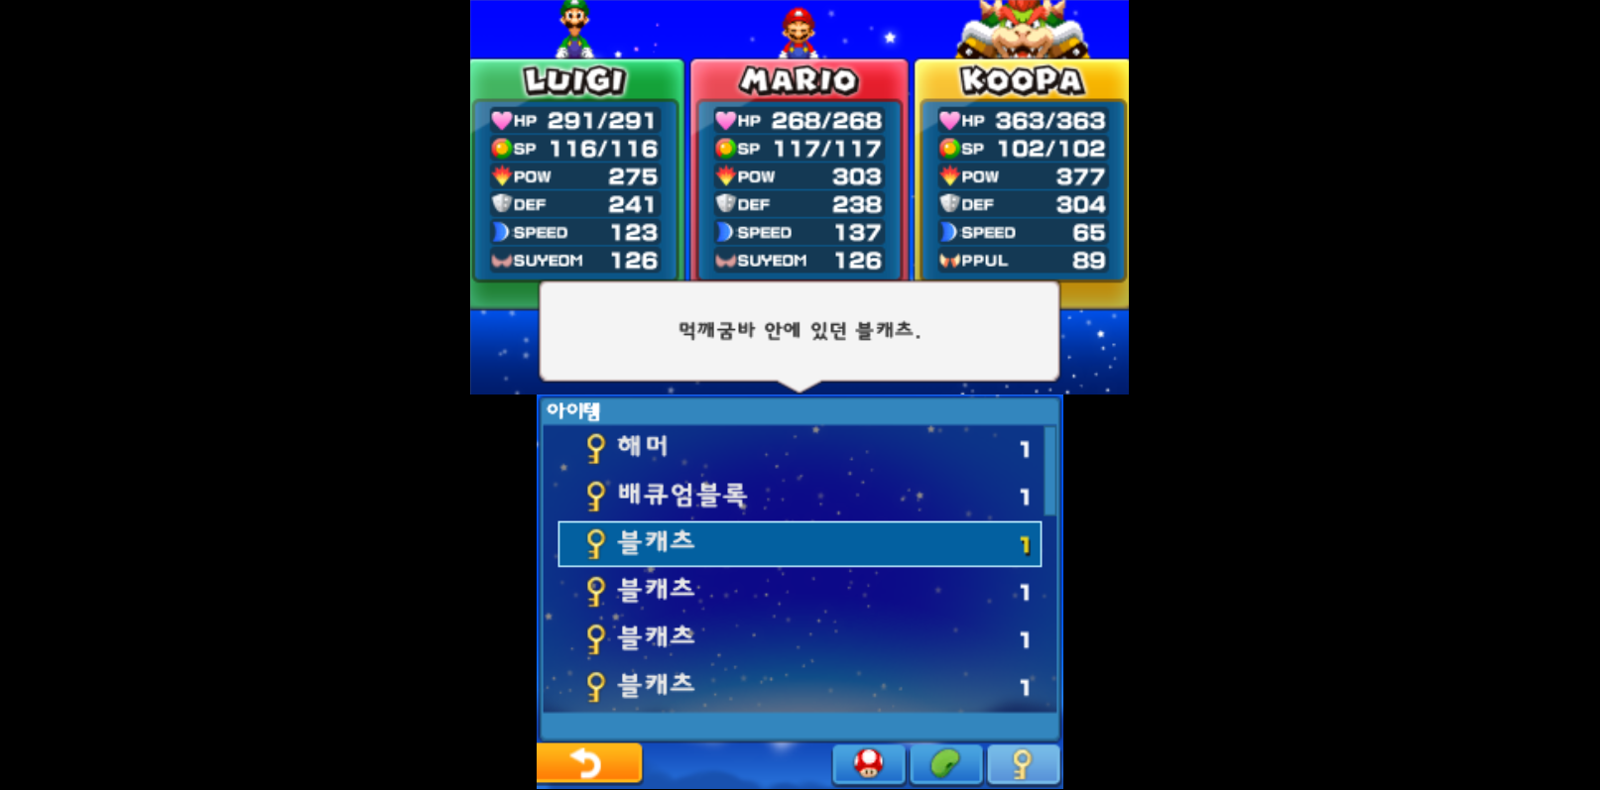 LUIGI
HP 291/291
SP 116/116
POW 275
DEF 241
SPEED 123
SUYEOM 126
MARIO
HP 268/268
SP 117/117
POW 303
DEF 238
SPEED 137
SUYEOM 126
KOOPA
HP 363/363
SP 102/102
POW 377
DEF 304
SPEED 65
PPUL 89
먹깨굼바 안에 있던 블캐츠.
아이템
해머 1
배큐엄블록 1
블캐츠 1
블캐츠 1
블캐츠 1
블캐츠 1